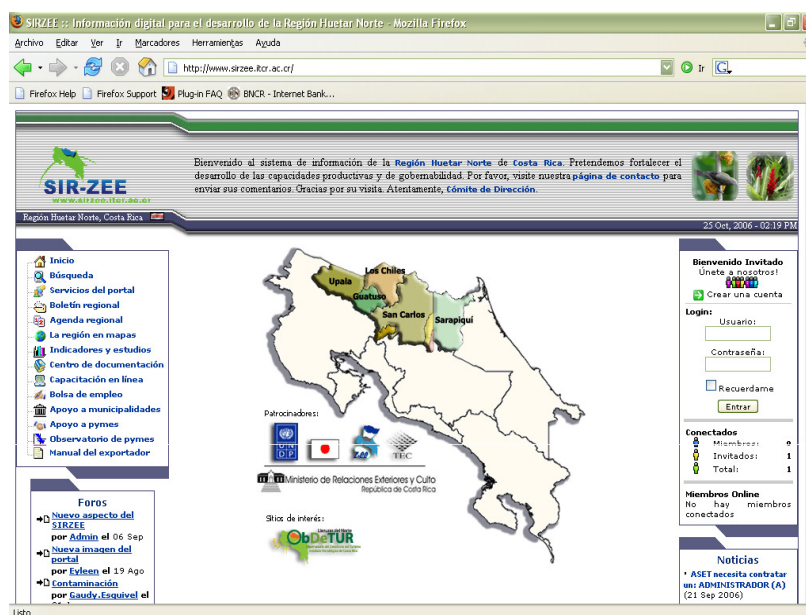 SIRZEE :: Información digital para el desarrollo de la Región Huetar Norte - Mozilla Firefox
Archivo Editar Ver Ir Marcadores Herramientas Ayuda
http://www.sirzee.itcr.ac.cr/
Ir
Firefox Help Firefox Support Plug-in FAQ BNCR - Internet Bank...
SIR-ZEE
www.sirzee.itcr.ac.cr
Bienvenido al sistema de información de la Región Huetar Norte de Costa Rica. Pretendemos fortalecer el
desarrollo de las capacidades productivas y de gobernabilidad. Por favor, visite nuestra página de contacto para
enviar sus comentarios. Gracias por su visita. Atentamente, Cómite de Dirección.
Región Huetar Norte, Costa Rica
25 Oct, 2006 - 02:19 PM
Inicio
Búsqueda
Servicios del portal
Boletín regional
Agenda regional
La región en mapas
Indicadores y estudios
Centro de documentación
Capacitación en línea
Bolsa de empleo
Apoyo a municipalidades
Apoyo a pymes
Observatorio de pymes
Manual del exportador
Foros
Nuevo aspecto del
SIRZEE
por Admin el 06 Sep
Nueva imagen del
portal
por Eyleen el 19 Ago
Contaminación
por Gaudy.Esquivel el
Upala
Los Chiles
Guatuso
San Carlos
Sarapiquí
Patrocinadores:
UN
DP
Zee
TEC
Ministerio de Relaciones Exteriores y Culto
República de Costa Rica
Sitios de interés:
ObDeTUR
Bienvenido Invitado
Únete a nosotros!
Crear una cuenta
Login:
Usuario:
Contraseña:
Recuerdame
Entrar
Conectados
Miembros:
Invitados: 1
Total: 1
Miembros Online
No hay miembros
conectados
Noticias
ASET necesita contratar
un: ADMINISTRADOR (A)
(21 Sep 2006)
Listo